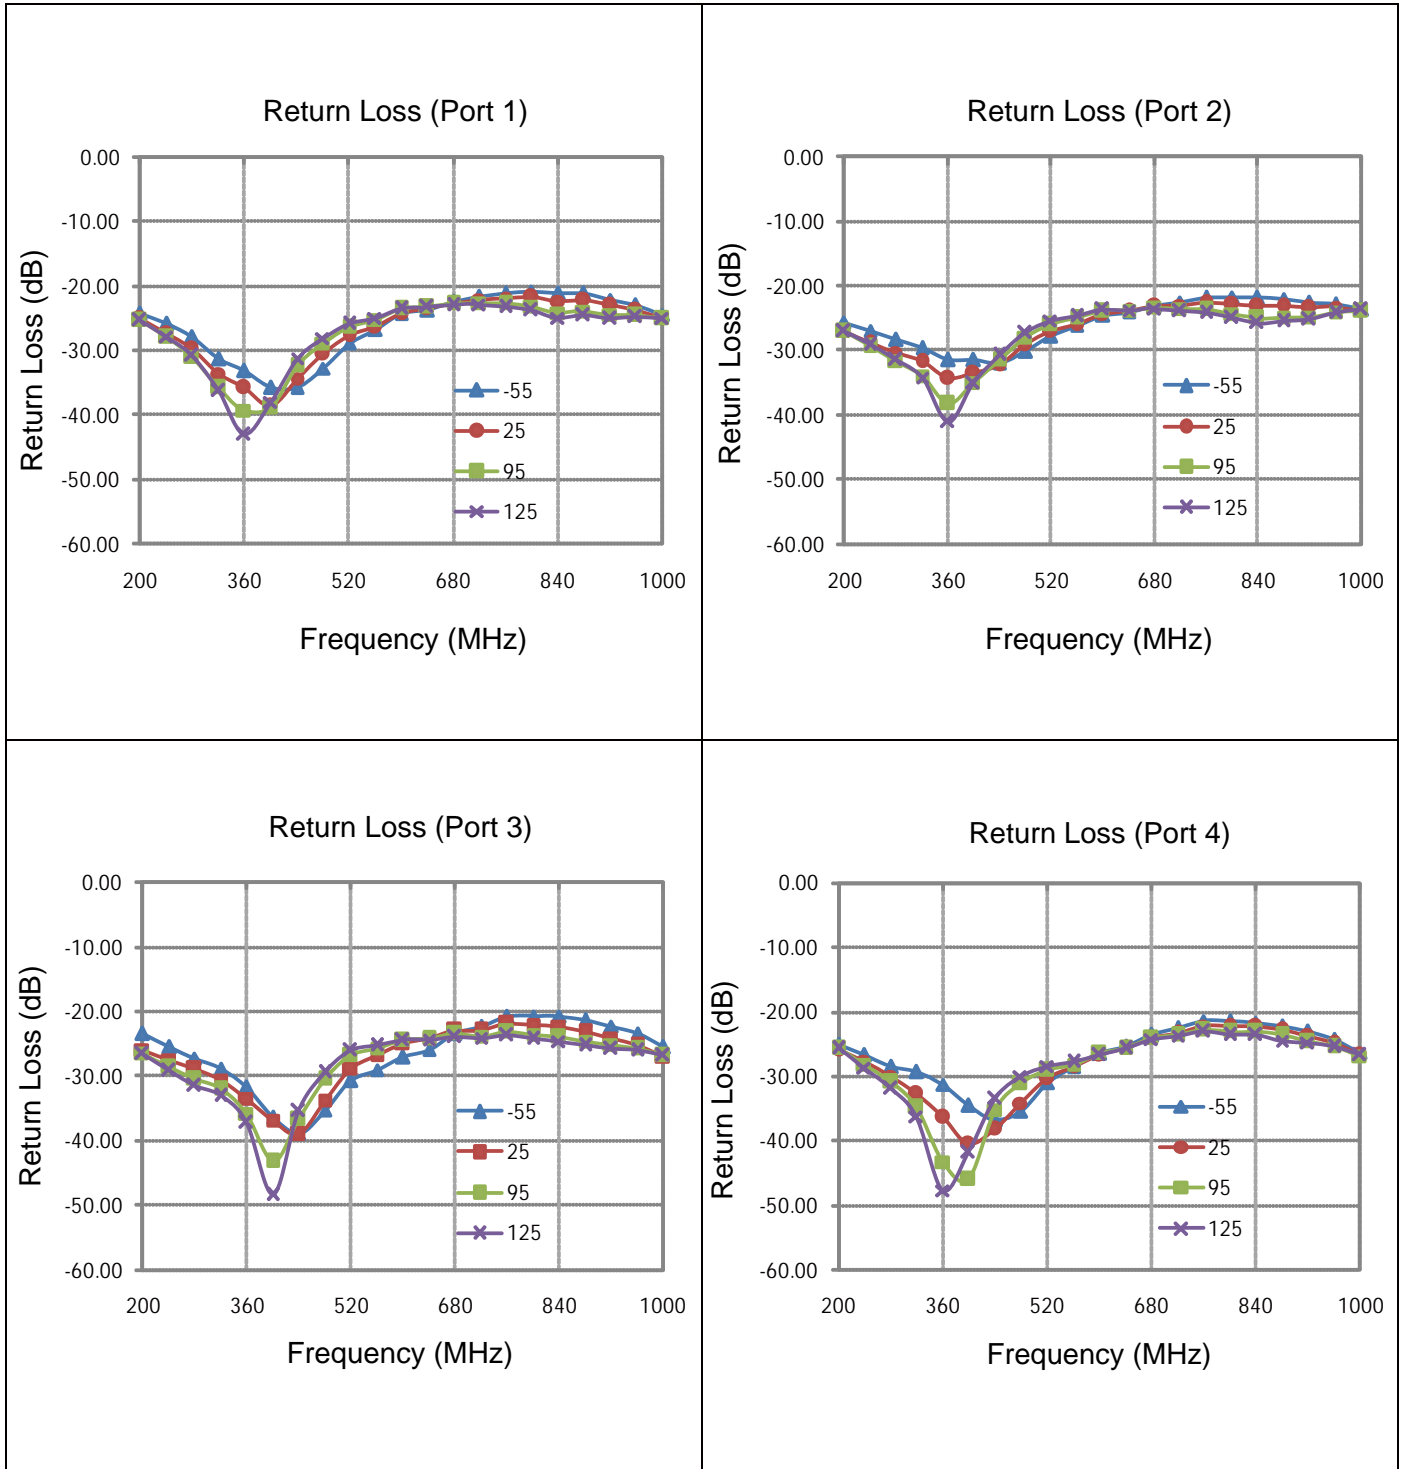 Return Loss (Port 1)
Return Loss (dB)
0.00
-10.00
-20.00
-30.00
-40.00
-50.00
-60.00
-55
25
95
125
200 360 520 680 840 1000
Frequency (MHz)
Return Loss (Port 2)
Return Loss (dB)
0.00
-10.00
-20.00
-30.00
-40.00
-50.00
-60.00
-55
25
95
125
200 360 520 680 840 1000
Frequency (MHz)
Return Loss (Port 3)
Return Loss (dB)
0.00
-10.00
-20.00
-30.00
-40.00
-50.00
-60.00
-55
25
95
125
200 360 520 680 840 1000
Frequency (MHz)
Return Loss (Port 4)
Return Loss (dB)
0.00
-10.00
-20.00
-30.00
-40.00
-50.00
-60.00
-55
25
95
125
200 360 520 680 840 1000
Frequency (MHz)